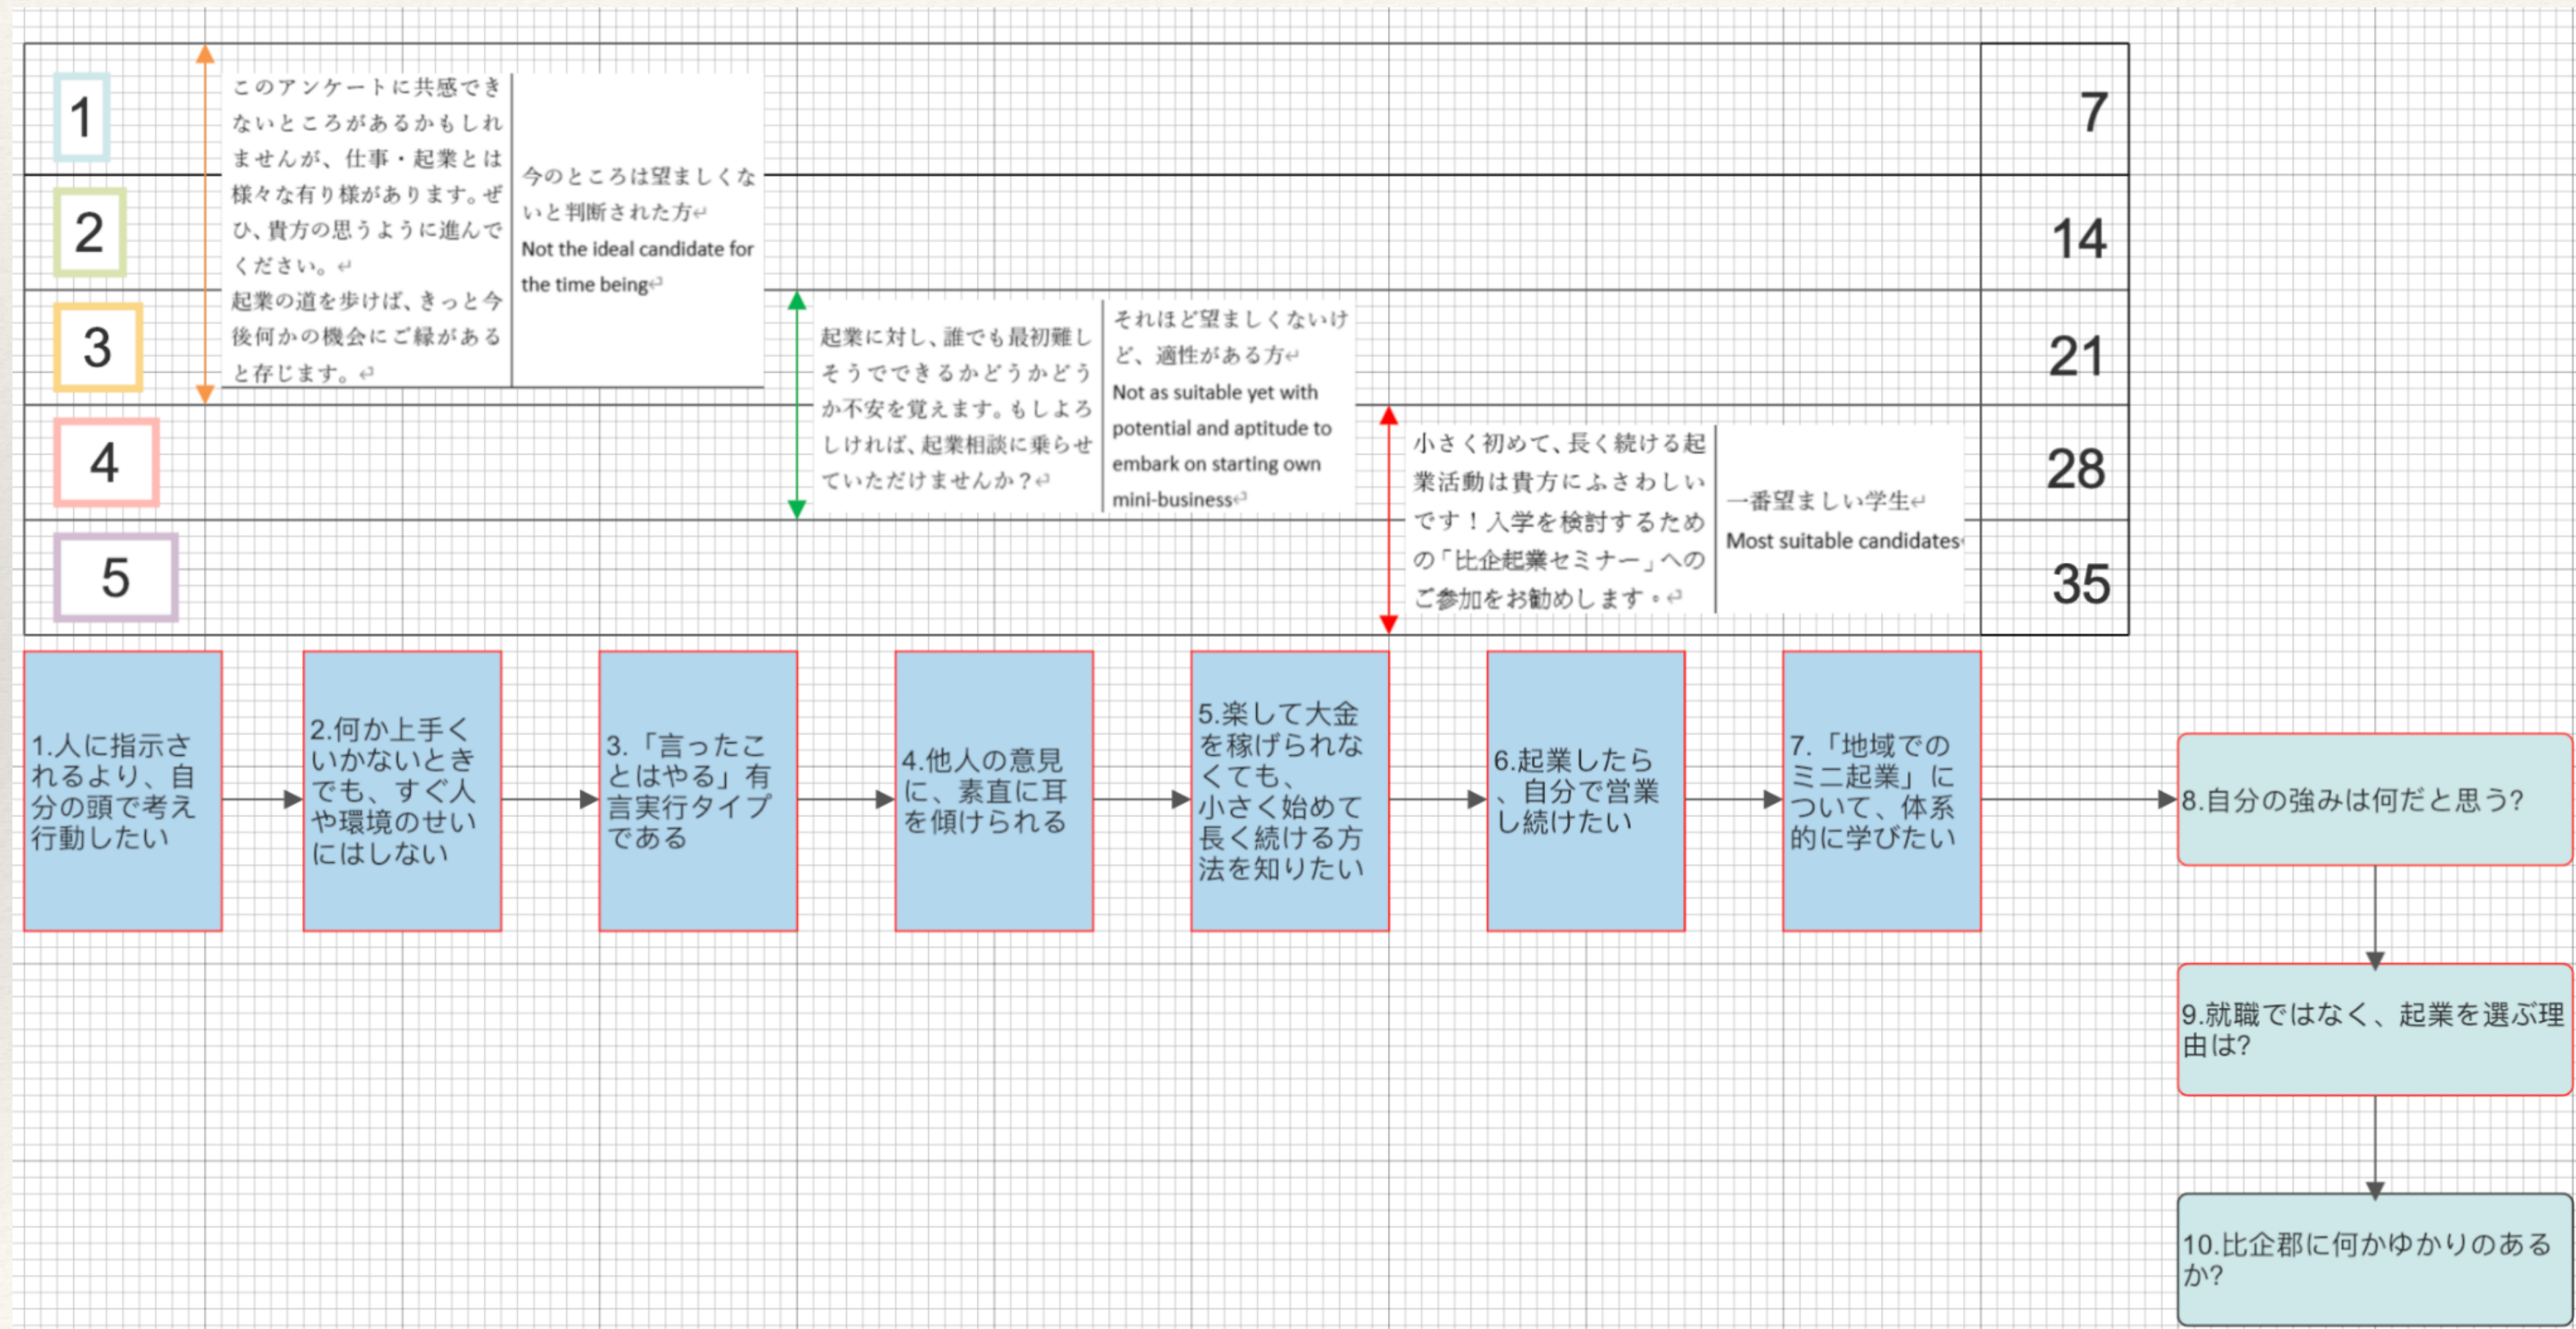 1
このアンケートに共感でき
ないところがあるかもしれ
ませんが、仕事・起業とは
様々な有り様があります。ぜ
ひ、貴方の思うように進んで
ください。↵
起業の道を歩けば、きっと今
後何かの機会にご縁がある
と存じます。↵
今のところは望ましくな
いと判断された方↵
Not the ideal candidate for
the time being↵
7
2
14
3
起業に対し、誰でも最初難し
そうでできるかどうかどう
か不安を覚えます。もしよろ
しければ、起業相談に乗らせ
ていただけませんか？↵
それほど望ましくないけ
ど、適性がある方↵
Not as suitable yet with
potential and aptitude to
embark on starting own
mini-business↵
21
4
小さく初めて、長く続ける起
業活動は貴方にふさわしい
です！入学を検討するため
の「比企起業セミナー」への
ご参加をお勧めします。↵
一番望ましい学生↵
Most suitable candidates
28
5
35
1.人に指示さ
れるより、自
分の頭で考え
行動したい
2.何か上手く
いかないとき
でも、すぐ人
や環境のせい
にはしない
3.「言ったこ
とはやる」有
言実行タイプ
である
4.他人の意見
に、素直に耳
を傾けられる
5.楽して大金
を稼げられな
くても、
小さく始めて
長く続ける方
法を知りたい
6.起業したら
、自分で営業
し続けたい
7.「地域での
ミニ起業」に
ついて、体系
的に学びたい
8.自分の強みは何だと思う?
9.就職ではなく、起業を選ぶ理
由は?
10.比企郡に何かゆかりのある
か?